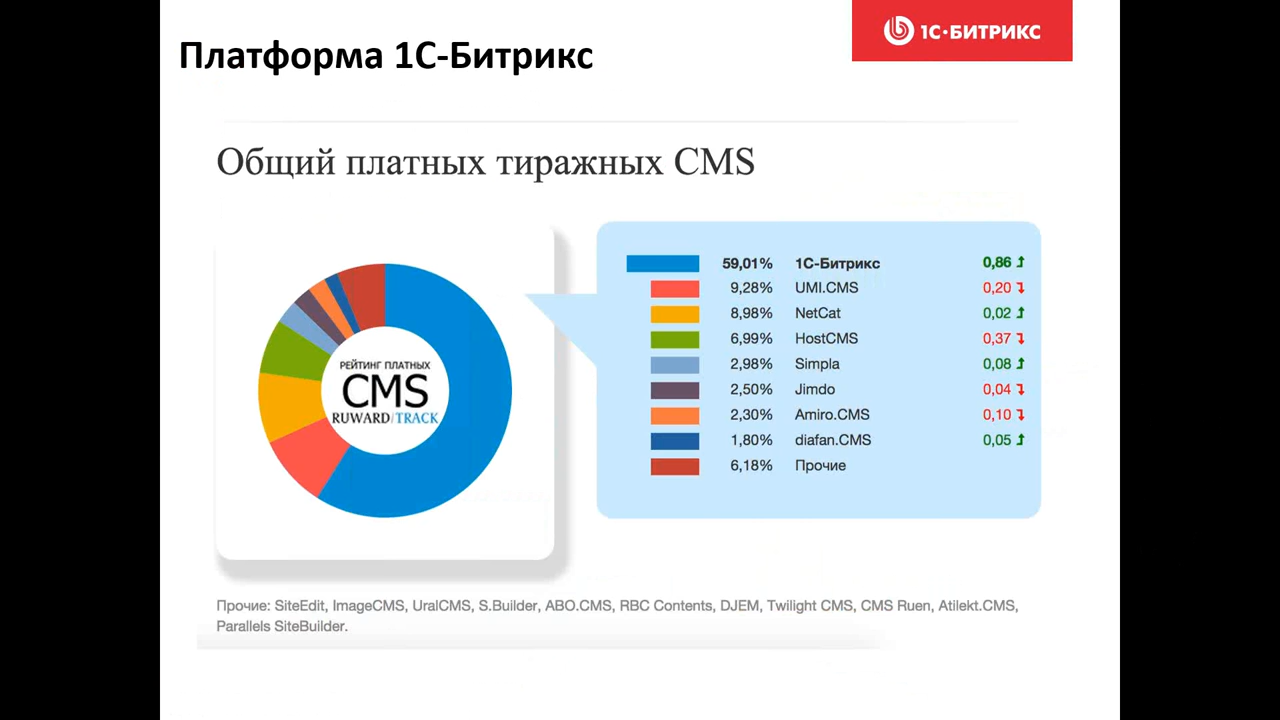 Платформа 1С-Битрикс
1С·БИТРИКС
Общий платных тиражных CMS
РЕЙТИНГ ПЛАТНЫХ
CMS
RUWARD/TRACK
59,01% 1С-Битрикс 0,86
9,28% UMI.CMS 0,20
8,98% NetCat 0,02
6,99% HostCMS 0,37
2,98% Simpla 0,08
2,50% Jimdo 0,04
2,30% Amiro.CMS 0,10
1,80% diafan.CMS 0,05
6,18% Прочие
Прочие: SiteEdit, ImageCMS, UralCMS, S.Builder, ABO.CMS, RBC Contents, DJEM, Twilight CMS, CMS Ruen, Atilekt.CMS,
Parallels SiteBuilder.